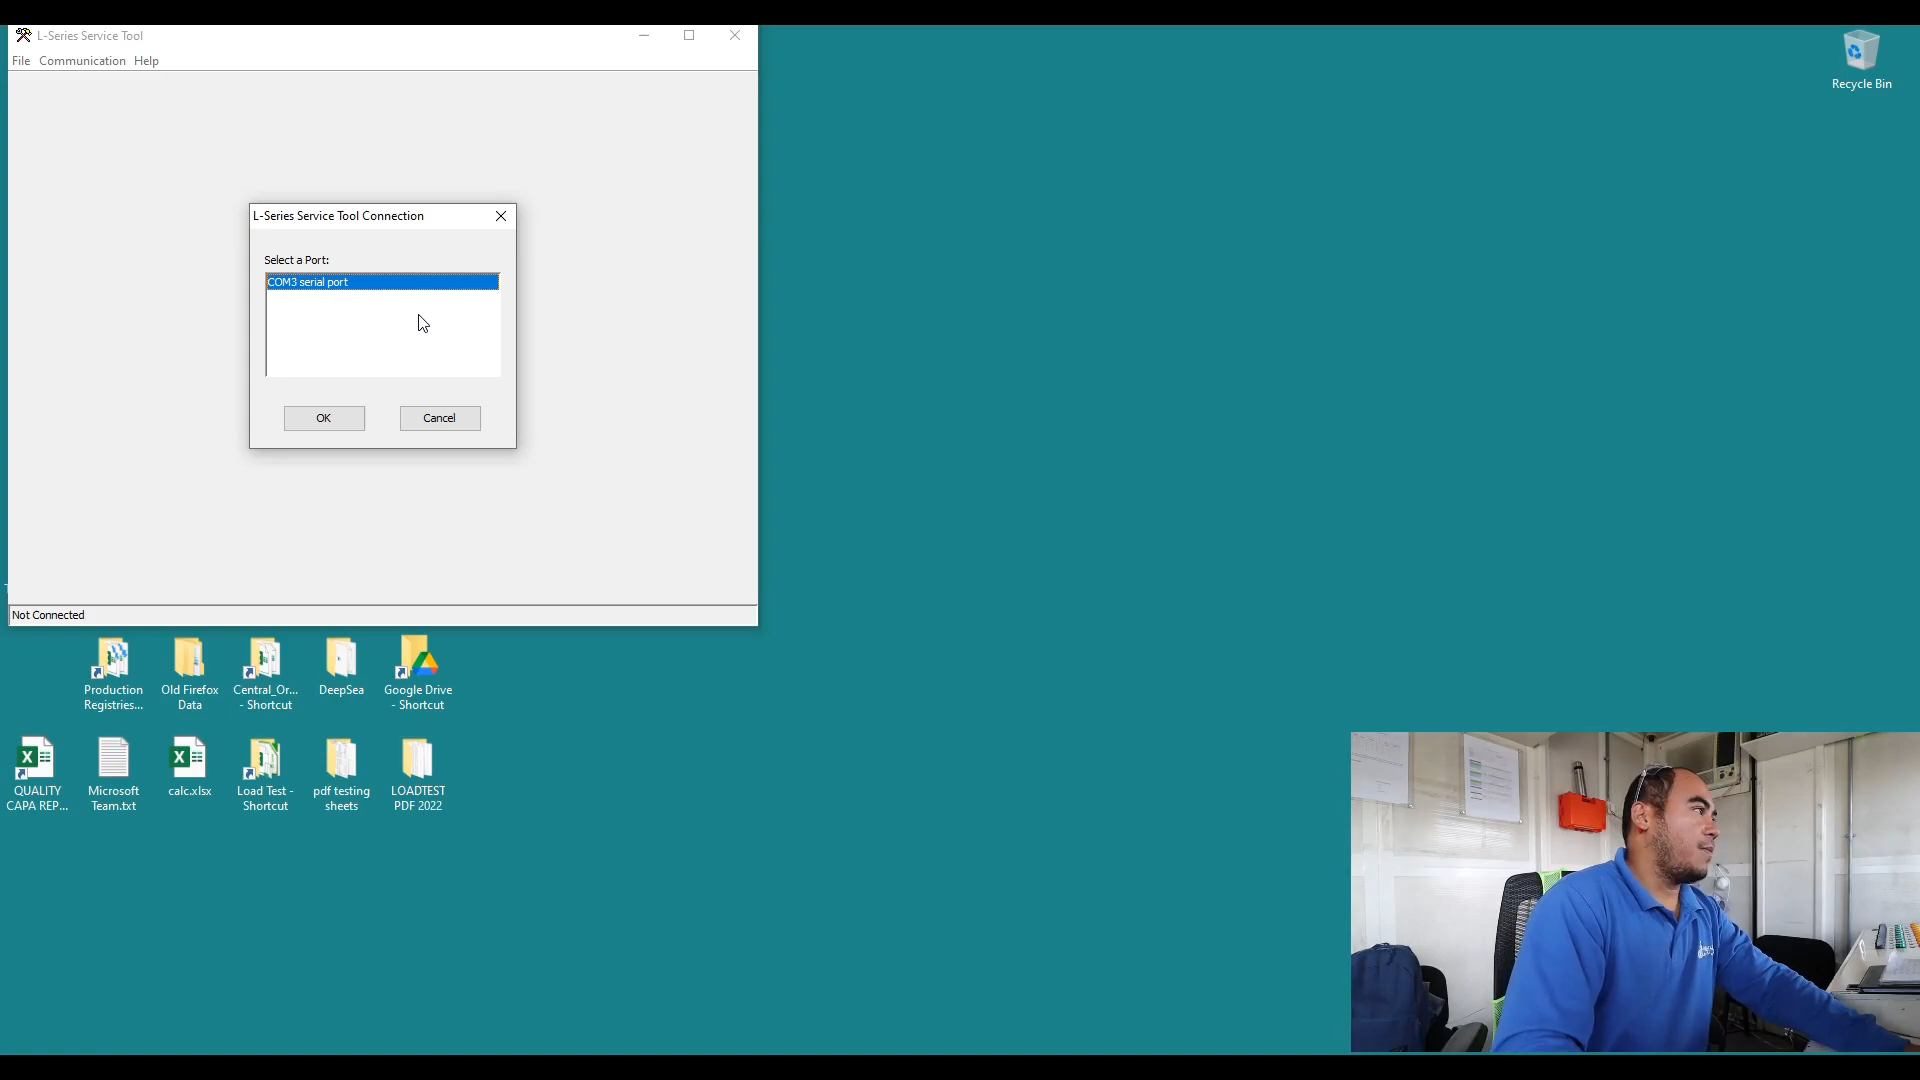 L-Series Service Tool
File Communication Help
Recycle Bin
L-Series Service Tool Connection
Select a Port:
COM3 serial port
OK
Cancel
Not Connected
Production
Registries...
Old Firefox
Data
Central_Or...
- Shortcut
DeepSea
Google Drive
- Shortcut
QUALITY
CAPA REP...
Microsoft
Team.txt
calc.xlsx
Load Test -
Shortcut
pdf testing
sheets
LOADTEST
PDF 2022